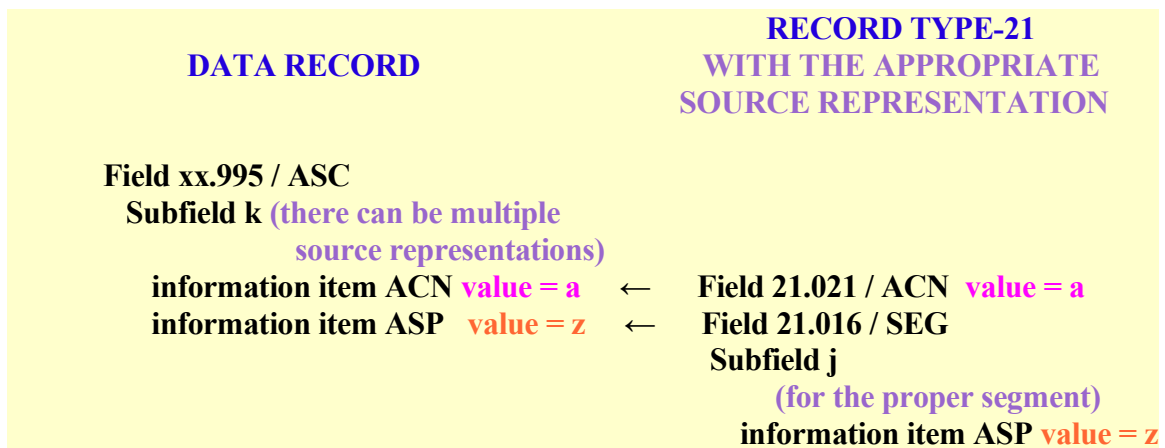 RECORD TYPE-21
DATA RECORD WITH THE APPROPRIATE
SOURCE REPRESENTATION
Field xx.995 / ASC
Subfield k (there can be multiple
source representations)
information item ACN value = a ← Field 21.021 / ACN value = a
information item ASP value = z ← Field 21.016 / SEG
Subfield j
(for the proper segment)
information item ASP value = z